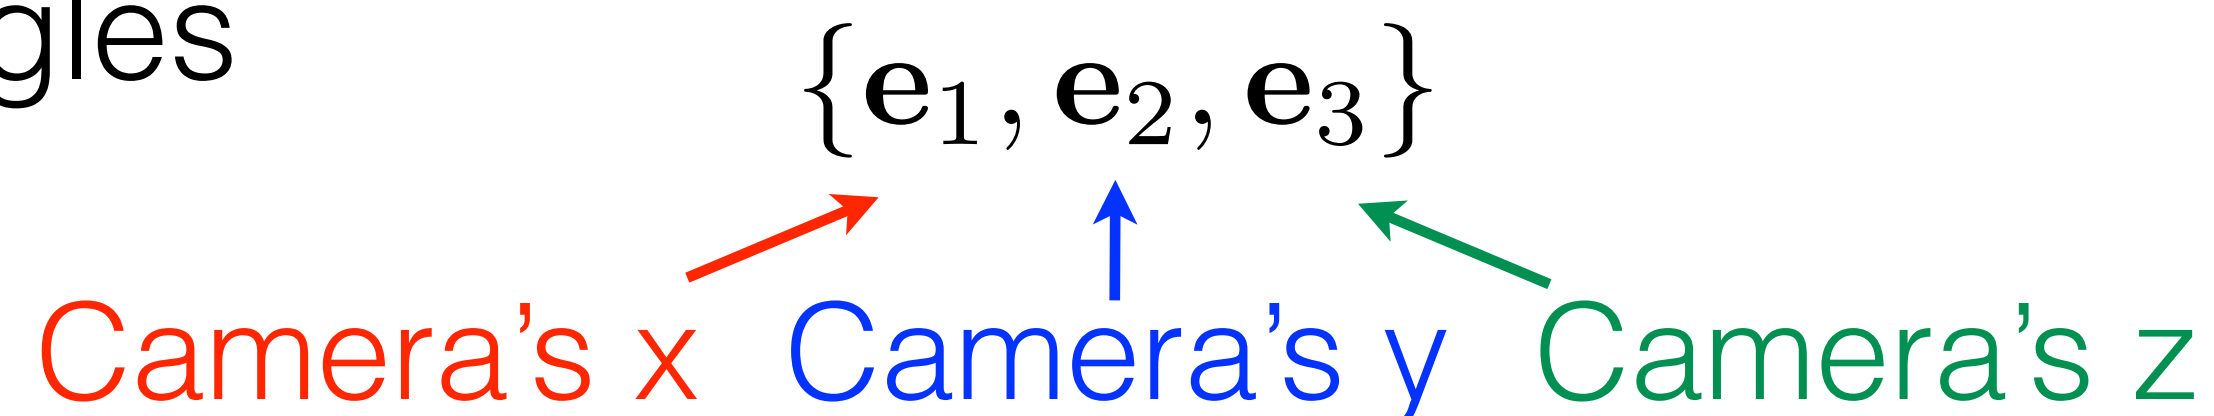 gles
{e₁, e₂, e₃}
Camera’s x Camera’s y Camera’s z